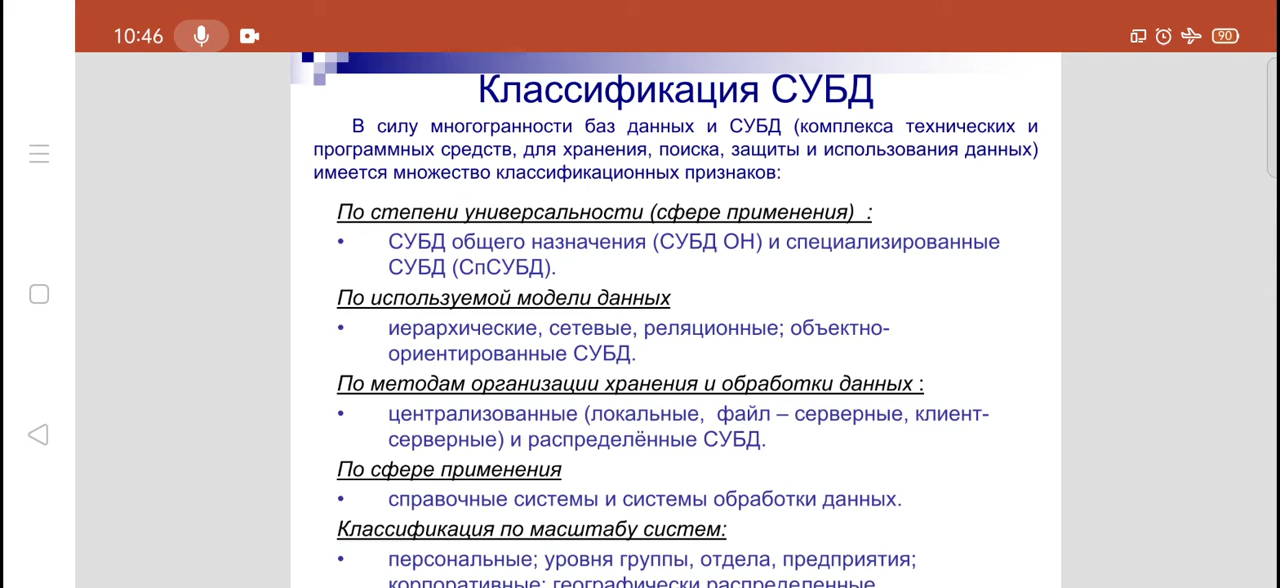 10:46
90
Классификация СУБД
В силу многогранности баз данных и СУБД (комплекса технических и
программных средств, для хранения, поиска, защиты и использования данных)
имеется множество классификационных признаков:
По степени универсальности (сфере применения) :
• СУБД общего назначения (СУБД ОН) и специализированные
СУБД (СпСУБД).
По используемой модели данных
• иерархические, сетевые, реляционные; объектно-
ориентированные СУБД.
По методам организации хранения и обработки данных :
• централизованные (локальные, файл – серверные, клиент-
серверные) и распределённые СУБД.
По сфере применения
• справочные системы и системы обработки данных.
Классификация по масштабу систем:
• персональные; уровня группы, отдела, предприятия;
корпоративные; географически распределенные